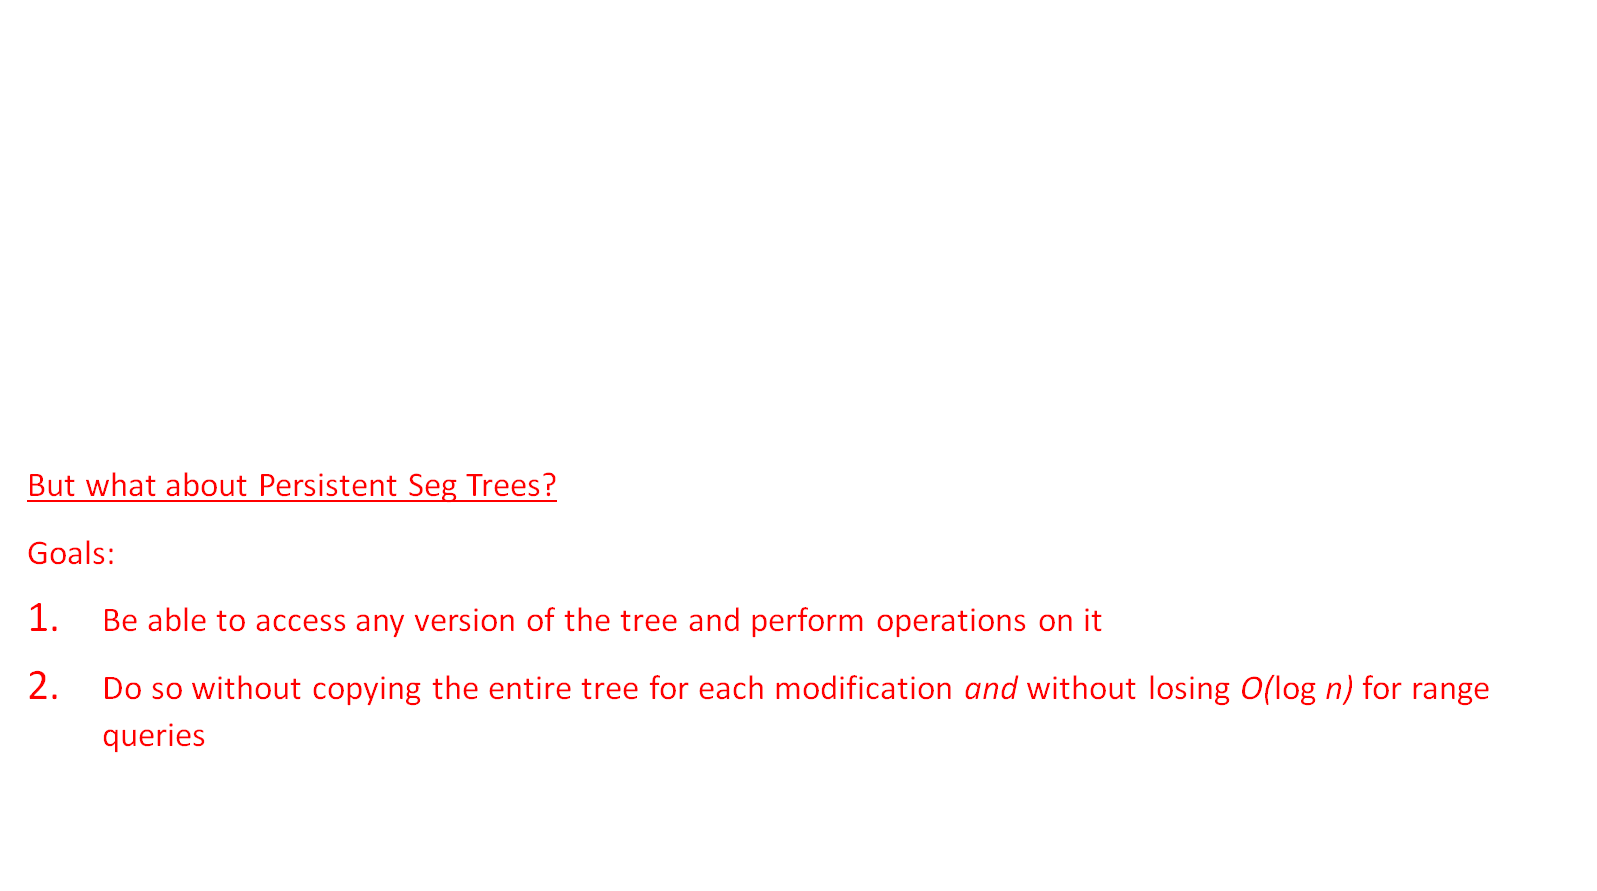 But what about Persistent Seg Trees?
Goals:
1. Be able to access any version of the tree and perform operations on it
2. Do so without copying the entire tree for each modification and without losing O(log n) for range
queries